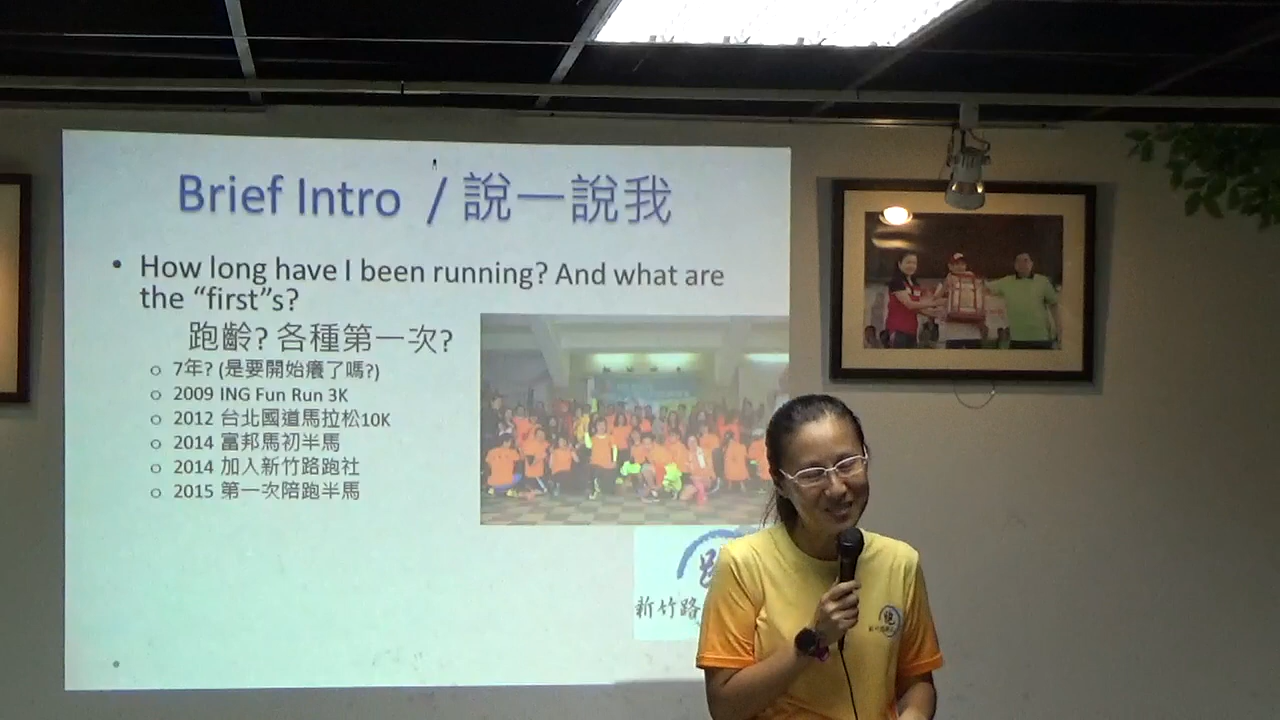 Brief Intro / 說一說我
• How long have I been running? And what are
the “first”s?
跑齡? 各種第一次?
o 7年? (是要開始癢了嗎?)
o 2009 ING Fun Run 3K
o 2012 台北國道馬拉松10K
o 2014 富邦馬初半馬
o 2014 加入新竹路跑社
o 2015 第一次陪跑半馬
新竹路